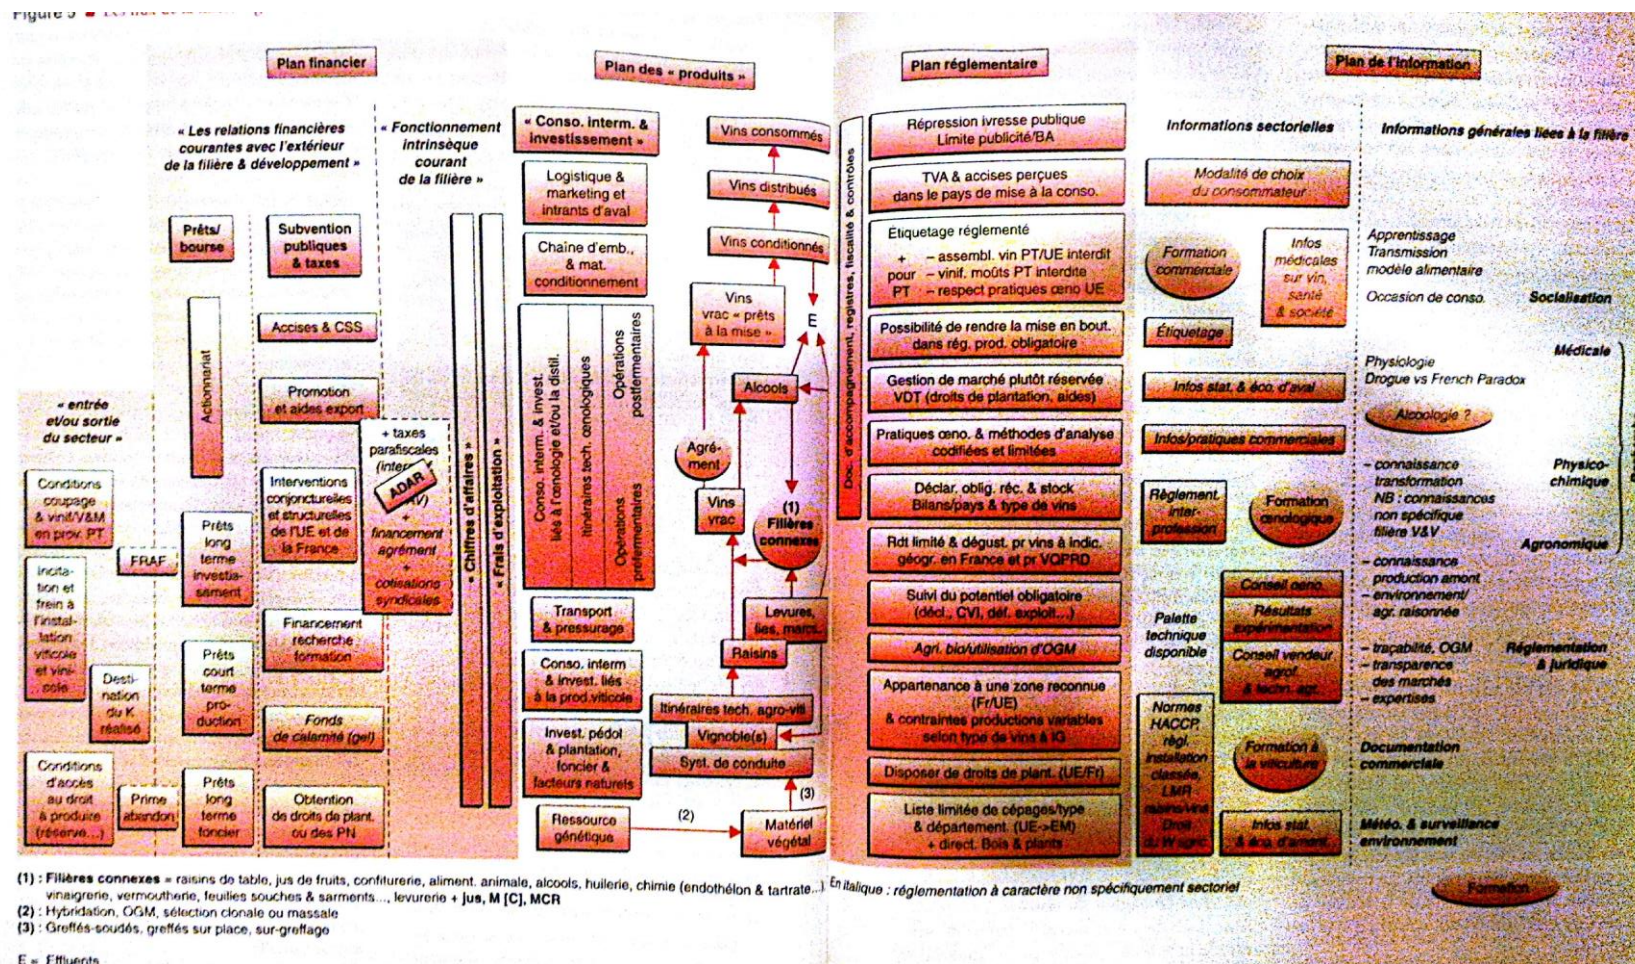 Figure 5
Plan financier
« Les relations financières
courantes avec l'extérieur
de la filière & développement »
« Fonctionnement
intrinsèque
courant
de la filière »
Prêts/
bourse
Subvention
publiques
& taxes
Actionnariat
Accises & CSS
Promotion
et aides export
+ taxes
parafiscales
ADAR
+
financement
agrément
+
cotisations
syndicales
« entrée
et/ou sortie
du secteur »
Conditions
coupage
& vinif/V&M
en prov. PT
Interventions
conjoncturelles
et structurelles
de l'UE et de
la France
Prêts
long
terme
investis-
sement
FRAF
Incita-
tion et
frein à
l'instal-
lation
viticole
et vini-
cole
Financement
recherche
formation
Prêts
court
terme
pro-
duction
Desti-
nation
du K
réalisé
Fonds
de calamité (gel)
Conditions
d'accès
au droit
à produire
(réserve...)
Prime
abandon
Prêts
long
terme
foncier
Obtention
de droits de plant.
ou des PN
« Chiffres d'affaires »
« Frais d'exploitation »
Plan des « produits »
« Conso. interm. &
investissement »
Logistique &
marketing et
intrants d'aval
Chaîne d'emb.,
& mat.
conditionnement
Conso. interm. & invest.
liés à l'œnologie et/ou la distil.
Itinéraires tech. œnologiques
Opérations
postfermentaires
Opérations
préfermentaires
Transport
& pressurage
Conso. interm
& invest. liés
à la prod.viticole
Invest. pédol
& plantation,
foncier &
facteurs naturels
Ressource
génétique
(2)
Matériel
végétal
(3)
Vins consommés
Vins distribués
Vins conditionnés
Vins
vrac « prêts
à la mise »
E
Alcools
Agré-
ment
Vins
vrac
(1)
Filières
connexes
Levures,
lies, marcs..
Raisins
Itinéraires tech. agro-viti
Vignoble(s)
Syst. de conduite
Plan réglementaire
Doc. d'accompagnement, registres, fiscalité & contrôles
Répression ivresse publique
Limite publicité/BA
TVA & accises perçues
dans le pays de mise à la conso.
Étiquetage réglementé
+ – assembl. vin PT/UE interdit
pour – vinif. moûts PT interdite
PT – respect pratiques œno UE
Possibilité de rendre la mise en bout.
dans rég. prod. obligatoire
Gestion de marché plutôt réservée
VDT (droits de plantation, aides)
Pratiques œno. & méthodes d'analyse
codifiées et limitées
Déclar. oblig. réc. & stock
Bilans/pays & type de vins
Rdt limité & dégust. pr vins à indic.
géogr. en France et pr VQPRD
Suivi du potentiel obligatoire
(décl., CVI, déf. exploit...)
Agri. bio/utilisation d'OGM
Appartenance à une zone reconnue
(Fr/UE)
& contraintes productions variables
selon type de vins à IG
Disposer de droits de plant. (UE/Fr)
Liste limitée de cépages/type
& département. (UE->EM)
+ direct. Bois & plants
Plan de l'information
Informations sectorielles
Modalité de choix
du consommateur
Formation
commerciale
Infos
médicales
sur vin,
santé
& société
Étiquetage
Infos stat. & éco. d'aval
Infos/pratiques commerciales
Règlement.
inter-
profession
Formation
œnologique
Palette
technique
disponible
Conseil oeno.
Résultats
expérimentation
Conseil vendeur
agrof.
& techn. agr.
Normes
HACCP,
règl.
installation
classée,
LMR
raisins/vins
Droit
Formation à
la viticulture
Infos stat.
& éco. d'amont.
Informations générales liées à la filière
Apprentissage
Transmission
modèle alimentaire
Occasion de conso.
Socialisation
Médicale
Physiologie
Drogue vs French Paradox
Alcoologie ?
– connaissance
transformation
NB : connaissances
non spécifique
filière V&V
Physico-
chimique
Agronomique
– connaissance
production amont
– environnement/
agr. raisonnée
– traçabilité, OGM
– transparence
des marchés
– expertises
Réglementation
& juridique
Documentation
commerciale
Météo. & surveillance
environnement
Formation
(1) : Filières connexes = raisins de table, jus de fruits, confiturerie, aliment. animale, alcools, huilerie, chimie (endothélon & tartrate...)
vinaigrerie, vermoutherie, feuilles souches & sarments..., levurerie + jus, M [C], MCR
(2) : Hybridation, OGM, sélection clonale ou massale
(3) : Greffés-soudés, greffés sur place, sur-greffage
E = Effluents
En italique : réglementation à caractère non spécifiquement sectoriel